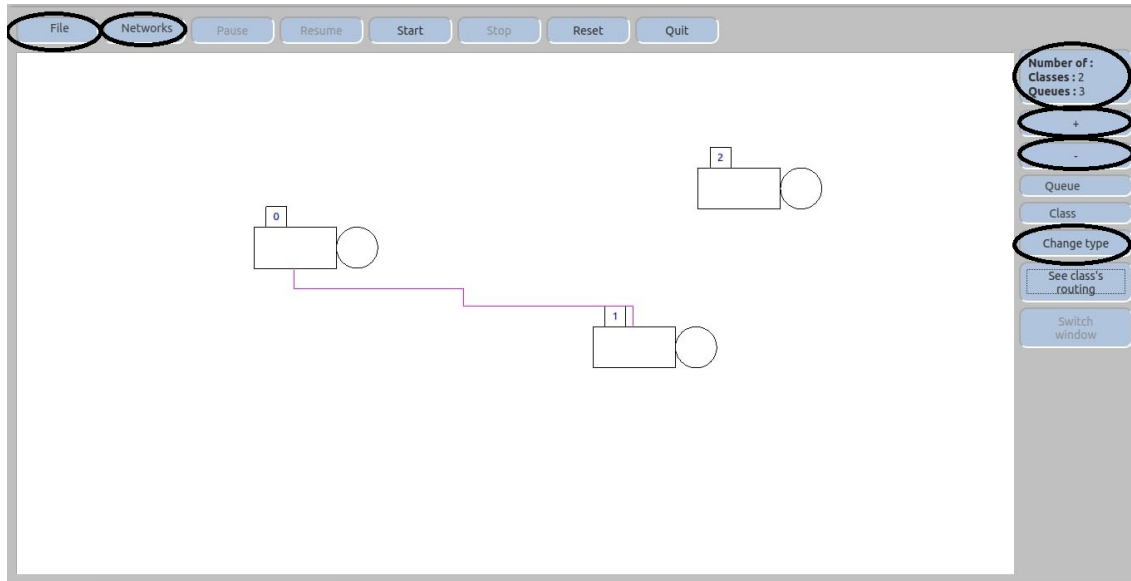 File Networks Pause Resume Start Stop Reset Quit
Number of :
Classes : 2
Queues : 3
+
-
Queue
Class
Change type
See class's
routing
Switch
window
2
0
1